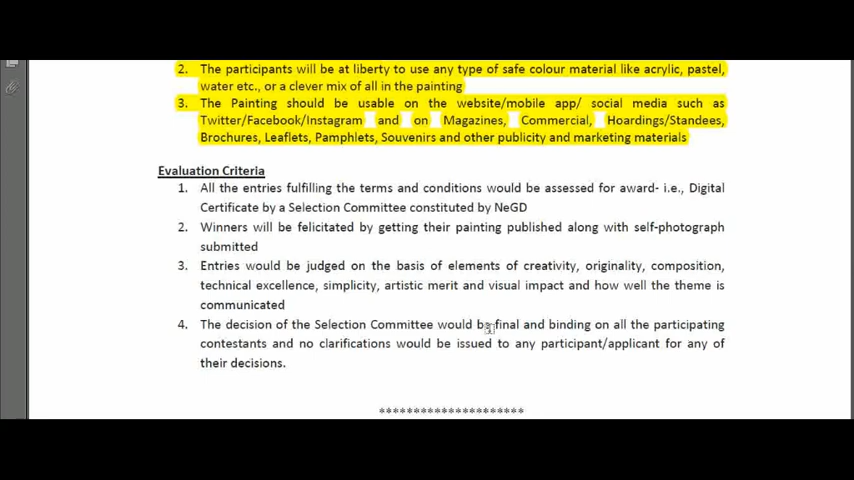 2. The participants will be at liberty to use any type of safe colour material like acrylic, pastel,
water etc., or a clever mix of all in the painting
3. The Painting should be usable on the website/mobile app/ social media such as
Twitter/Facebook/Instagram and on Magazines, Commercial, Hoardings/Standees,
Brochures, Leaflets, Pamphlets, Souvenirs and other publicity and marketing materials
Evaluation Criteria
1. All the entries fulfilling the terms and conditions would be assessed for award- i.e., Digital
Certificate by a Selection Committee constituted by NeGD
2. Winners will be felicitated by getting their painting published along with self-photograph
submitted
3. Entries would be judged on the basis of elements of creativity, originality, composition,
technical excellence, simplicity, artistic merit and visual impact and how well the theme is
communicated
4. The decision of the Selection Committee would be final and binding on all the participating
contestants and no clarifications would be issued to any participant/applicant for any of
their decisions.
*********************